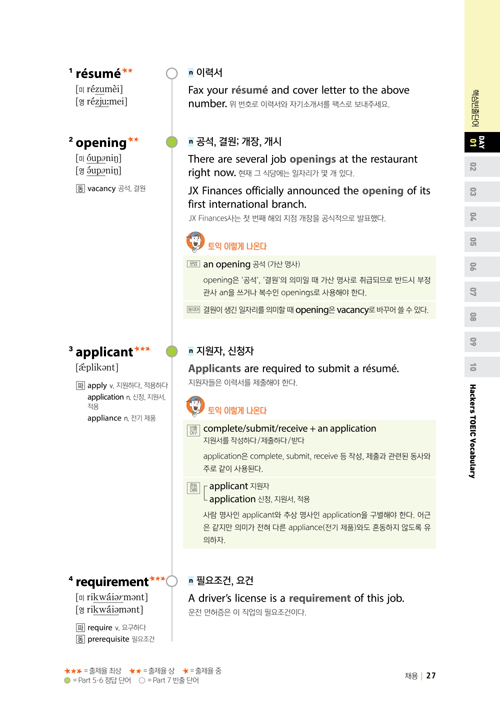 1 résumé★★
[미 rézumèi]
[영 rézju:mei]
n 이력서
Fax your résumé and cover letter to the above
number. 위 번호로 이력서와 자기소개서를 팩스로 보내주세요.
2 opening★★
[미 óupəniŋ]
[영 ə́upəniŋ]
동 vacancy 공석, 결원
n 공석, 결원; 개장, 개시
There are several job openings at the restaurant
right now. 현재 그 식당에는 일자리가 몇 개 있다.
JX Finances officially announced the opening of its
first international branch.
JX Finances사는 첫 번째 해외 지점 개장을 공식적으로 발표했다.
토익 이렇게 나온다
문법 an opening 공석 (가산 명사)
opening은 '공석', '결원'의 의미일 때 가산 명사로 취급되므로 반드시 부정
관사 an을 쓰거나 복수인 openings로 사용해야 한다.
동의어 결원이 생긴 일자리를 의미할 때 opening은 vacancy로 바꾸어 쓸 수 있다.
3 applicant★★★
[ǽplikənt]
파 apply v. 지원하다, 적용하다
application n. 신청, 지원서,
적용
appliance n. 전기 제품
n 지원자, 신청자
Applicants are required to submit a résumé.
지원자들은 이력서를 제출해야 한다.
토익 이렇게 나온다
complete/submit/receive + an application
지원서를 작성하다/제출하다/받다
application은 complete, submit, receive 등 작성, 제출과 관련된 동사와
주로 같이 사용된다.
applicant 지원자
application 신청, 지원서, 적용
사람 명사인 applicant와 추상 명사인 application을 구별해야 한다. 어근
은 같지만 의미가 전혀 다른 appliance(전기 제품)와도 혼동하지 않도록 유
의하자.
4 requirement★★★
[미 rikwáiərmənt]
[영 rikwáiəmənt]
파 require v. 요구하다
동 prerequisite 필요조건
n 필요조건, 요건
A driver's license is a requirement of this job.
운전 면허증은 이 직업의 필요조건이다.
★★★ = 출제율 최상 ★★ = 출제율 상 ★ = 출제율 중
● = Part 5·6 정답 단어 ○ = Part 7 빈출 단어
채용 | 27
핵심빈출단어
DAY
01
02
03
04
05
06
07
08
09
10
Hackers TOEIC Vocabulary